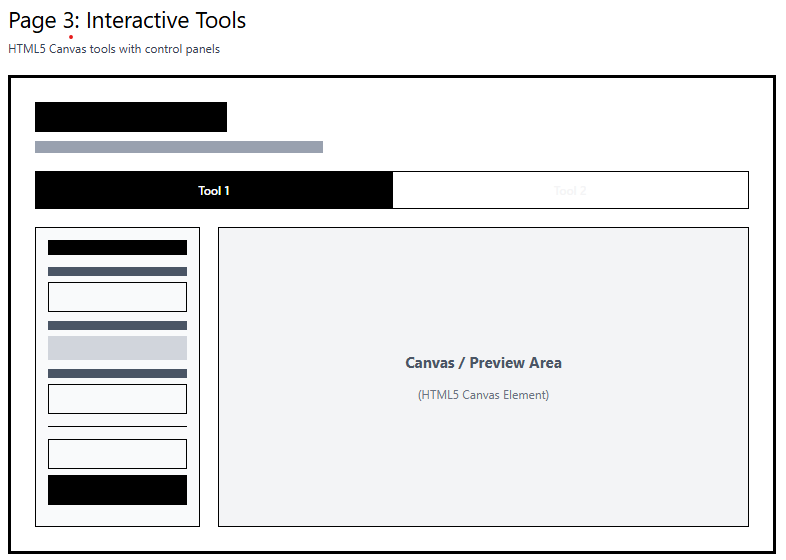 Page 3: Interactive Tools
HTML5 Canvas tools with control panels
Tool 1
Tool 2
Canvas / Preview Area
(HTML5 Canvas Element)